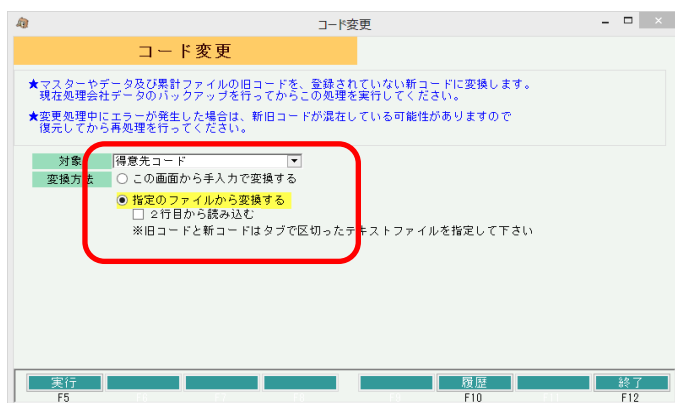 コード変更
コード変更
★マスターやデータ及び累計ファイルの旧コードを、登録されていない新コードに変換します。
現在処理会社データのバックアップを行ってからこの処理を実行してください。
★変更処理中にエラーが発生した場合は、新旧コードが混在している可能性がありますので
復元してから再処理を行ってください。
対象 得意先コード
変換方法 この画面から手入力で変換する
指定のファイルから変換する
2行目から読み込む
※旧コードと新コードはタブで区切ったテキストファイルを指定して下さい
実行 履歴 終了
F5 F6 F7 F8 F9 F10 F11 F12